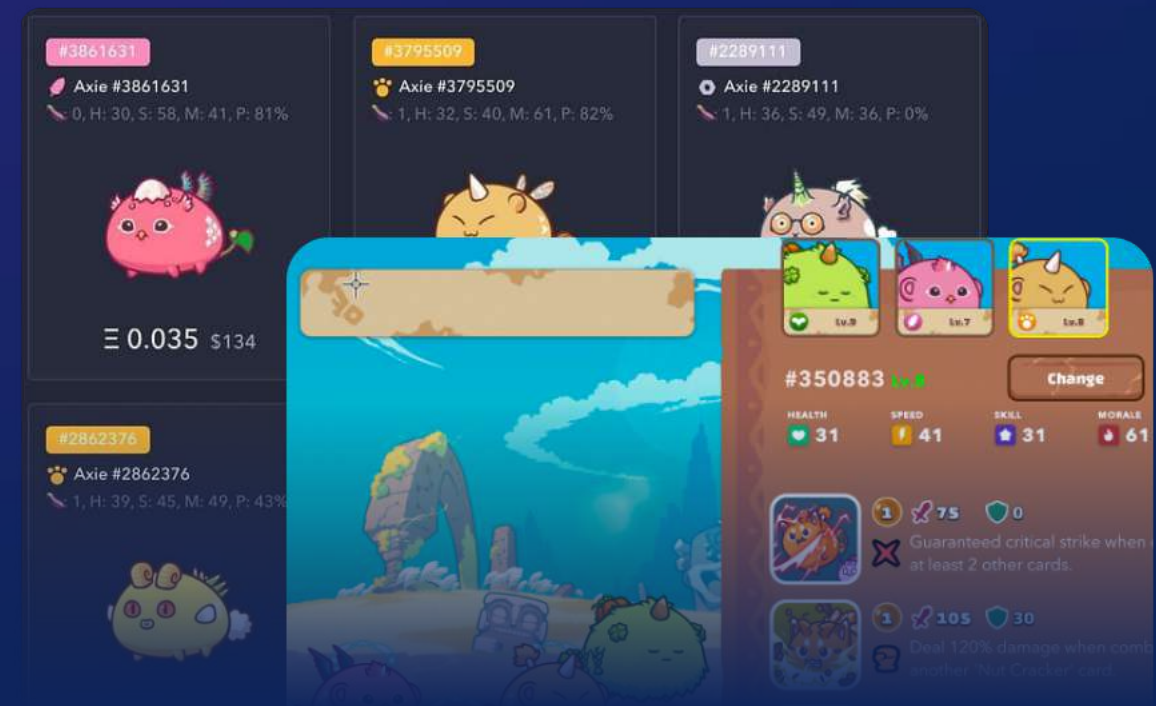 #3861631
Axie #3861631
: 0, H: 30, S: 58, M: 41, P: 81%
Ξ 0.035 $134
#3795509
Axie #3795509
: 1, H: 32, S: 40, M: 61, P: 82%
#2289111
Axie #2289111
: 1, H: 36, S: 49, M: 36, P: 0%
#2862376
Axie #2862376
: 1, H: 39, S: 45, M: 49, P: 43%
Lv.9
Lv.7
Lv.8
#350883 Lv.8
Change
HEALTH
31
SPEED
41
SKILL
31
MORALE
61
1 75 0
Guaranteed critical strike when
at least 2 other cards.
1 105 30
Deal 120% damage when comb
another 'Nut Cracker' card.